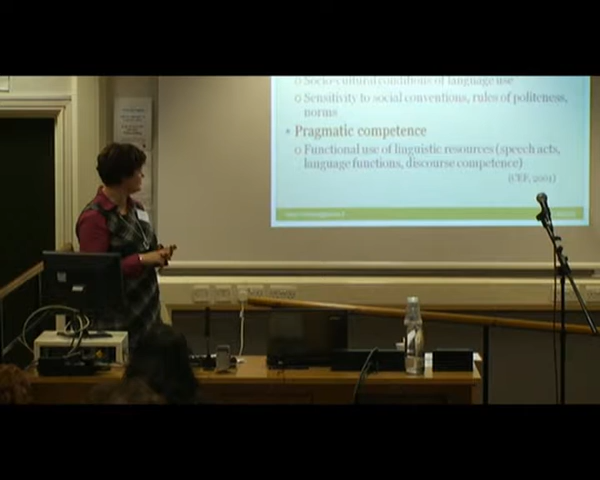 o Socio-cultural conditions of language use
o Sensitivity to social conventions, rules of politeness,
norms
• Pragmatic competence
o Functional use of linguistic resources (speech acts,
language functions, discourse competence)
(CEF, 2001)